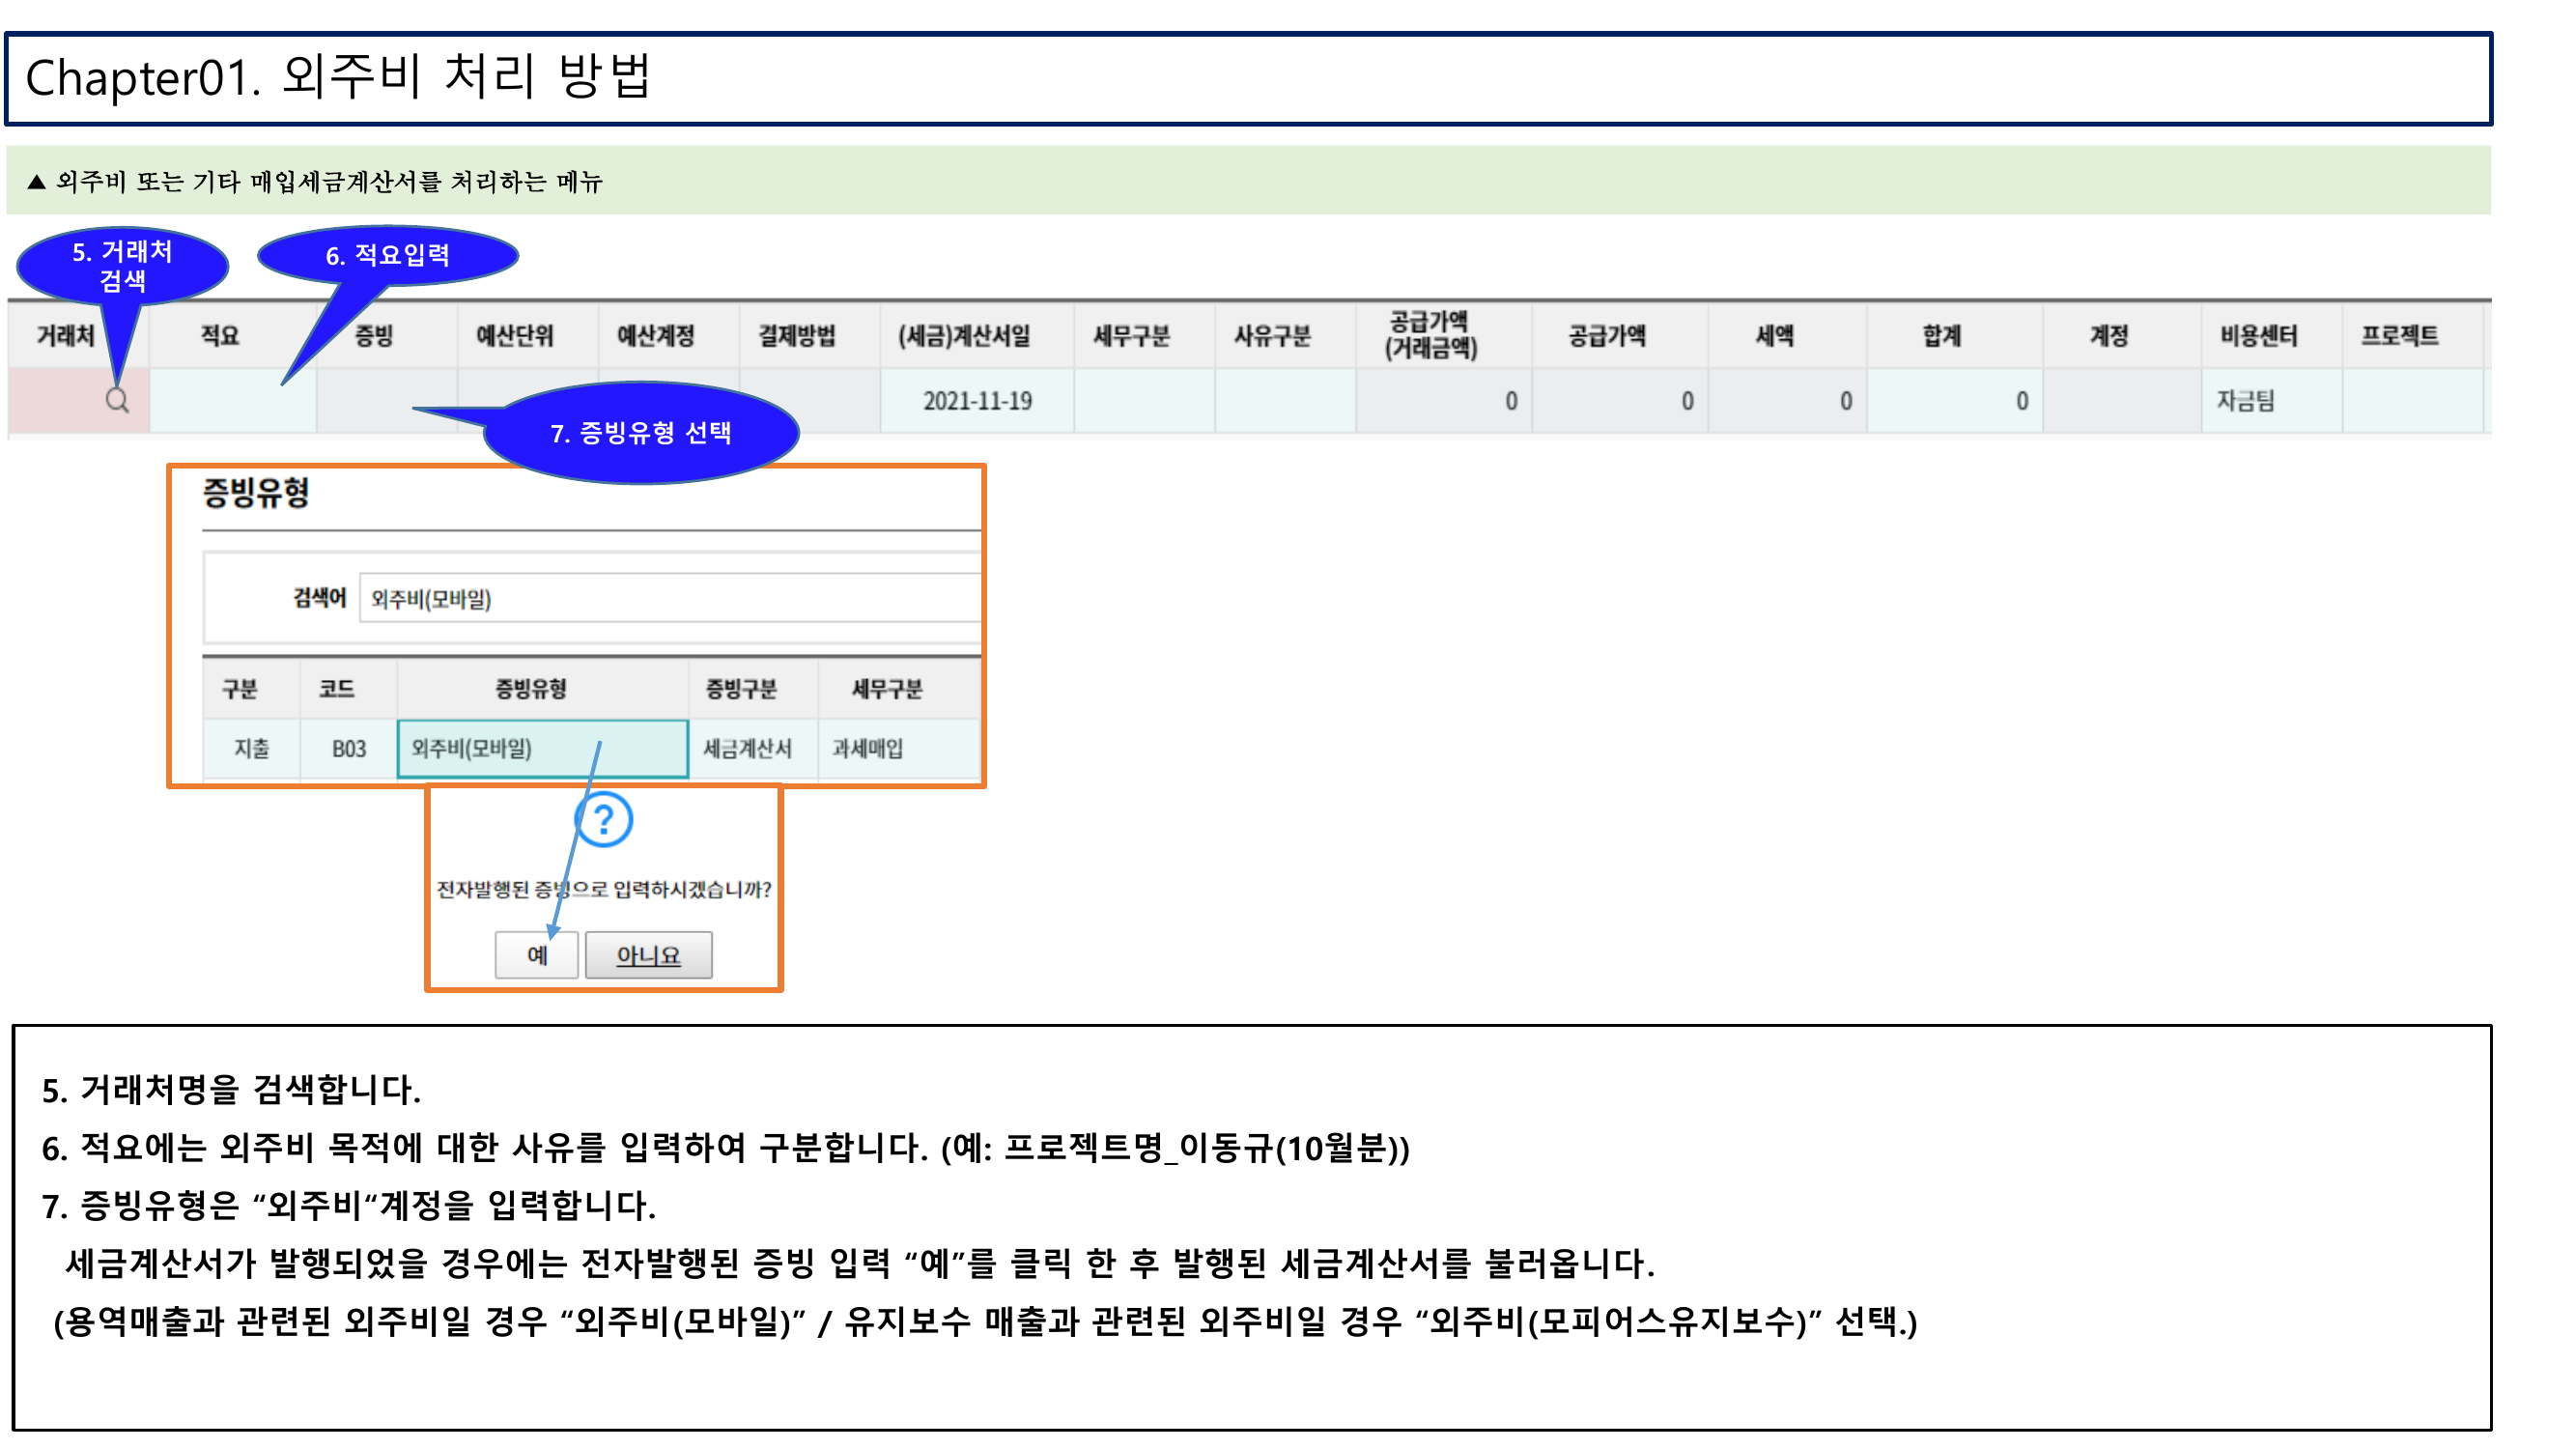 Chapter01. 외주비 처리 방법
▲ 외주비 또는 기타 매입세금계산서를 처리하는 메뉴
5. 거래처
검색
6. 적요입력
거래처 적요 증빙 예산단위 예산계정 결제방법 (세금)계산서일 세무구분 사유구분 공급가액 (거래금액) 공급가액 세액 합계 계정 비용센터 프로젝트
2021-11-19 0 0 0 0 자금팀
7. 증빙유형 선택
증빙유형
검색어 외주비(모바일)
구분 코드 증빙유형 증빙구분 세무구분
지출 B03 외주비(모바일) 세금계산서 과세매입
?
전자발행된 증빙으로 입력하시겠습니까?
예 아니요
5. 거래처명을 검색합니다.
6. 적요에는 외주비 목적에 대한 사유를 입력하여 구분합니다. (예: 프로젝트명_이동규(10월분))
7. 증빙유형은 “외주비“계정을 입력합니다.
세금계산서가 발행되었을 경우에는 전자발행된 증빙 입력 “예”를 클릭 한 후 발행된 세금계산서를 불러옵니다.
(용역매출과 관련된 외주비일 경우 “외주비(모바일)” / 유지보수 매출과 관련된 외주비일 경우 “외주비(모피어스유지보수)” 선택.)